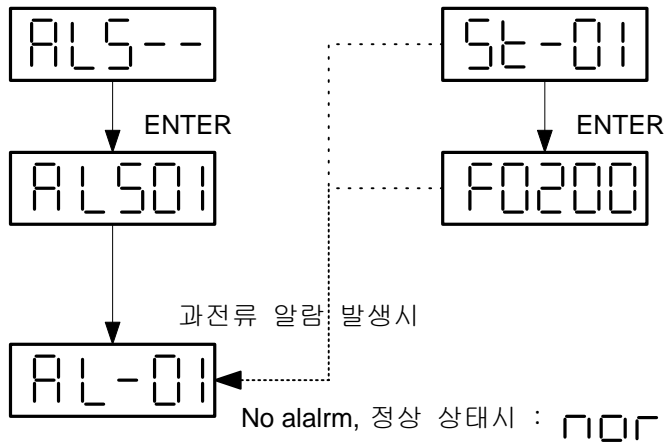 ALS-- St-01
ENTER ENTER
ALS01 F0200
과전류 알람 발생시
AL-01
No alalrm, 정상 상태시 : nor